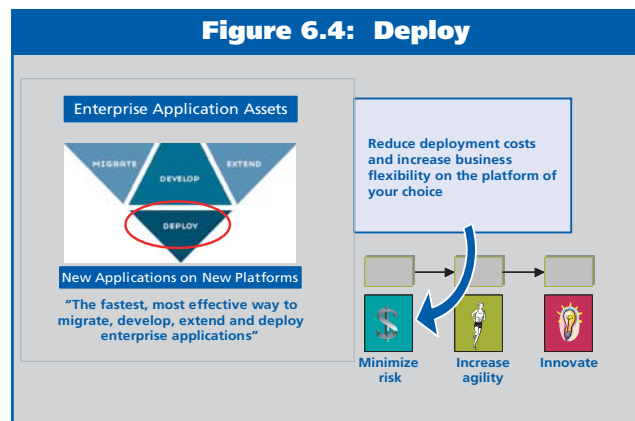 Figure 6.4: Deploy
Enterprise Application Assets
MIGRATE
DEVELOP
EXTEND
DEPLOY
New Applications on New Platforms
“The fastest, most effective way to
migrate, develop, extend and deploy
enterprise applications”
Reduce deployment costs
and increase business
flexibility on the platform of
your choice
Minimize
risk
Increase
agility
Innovate